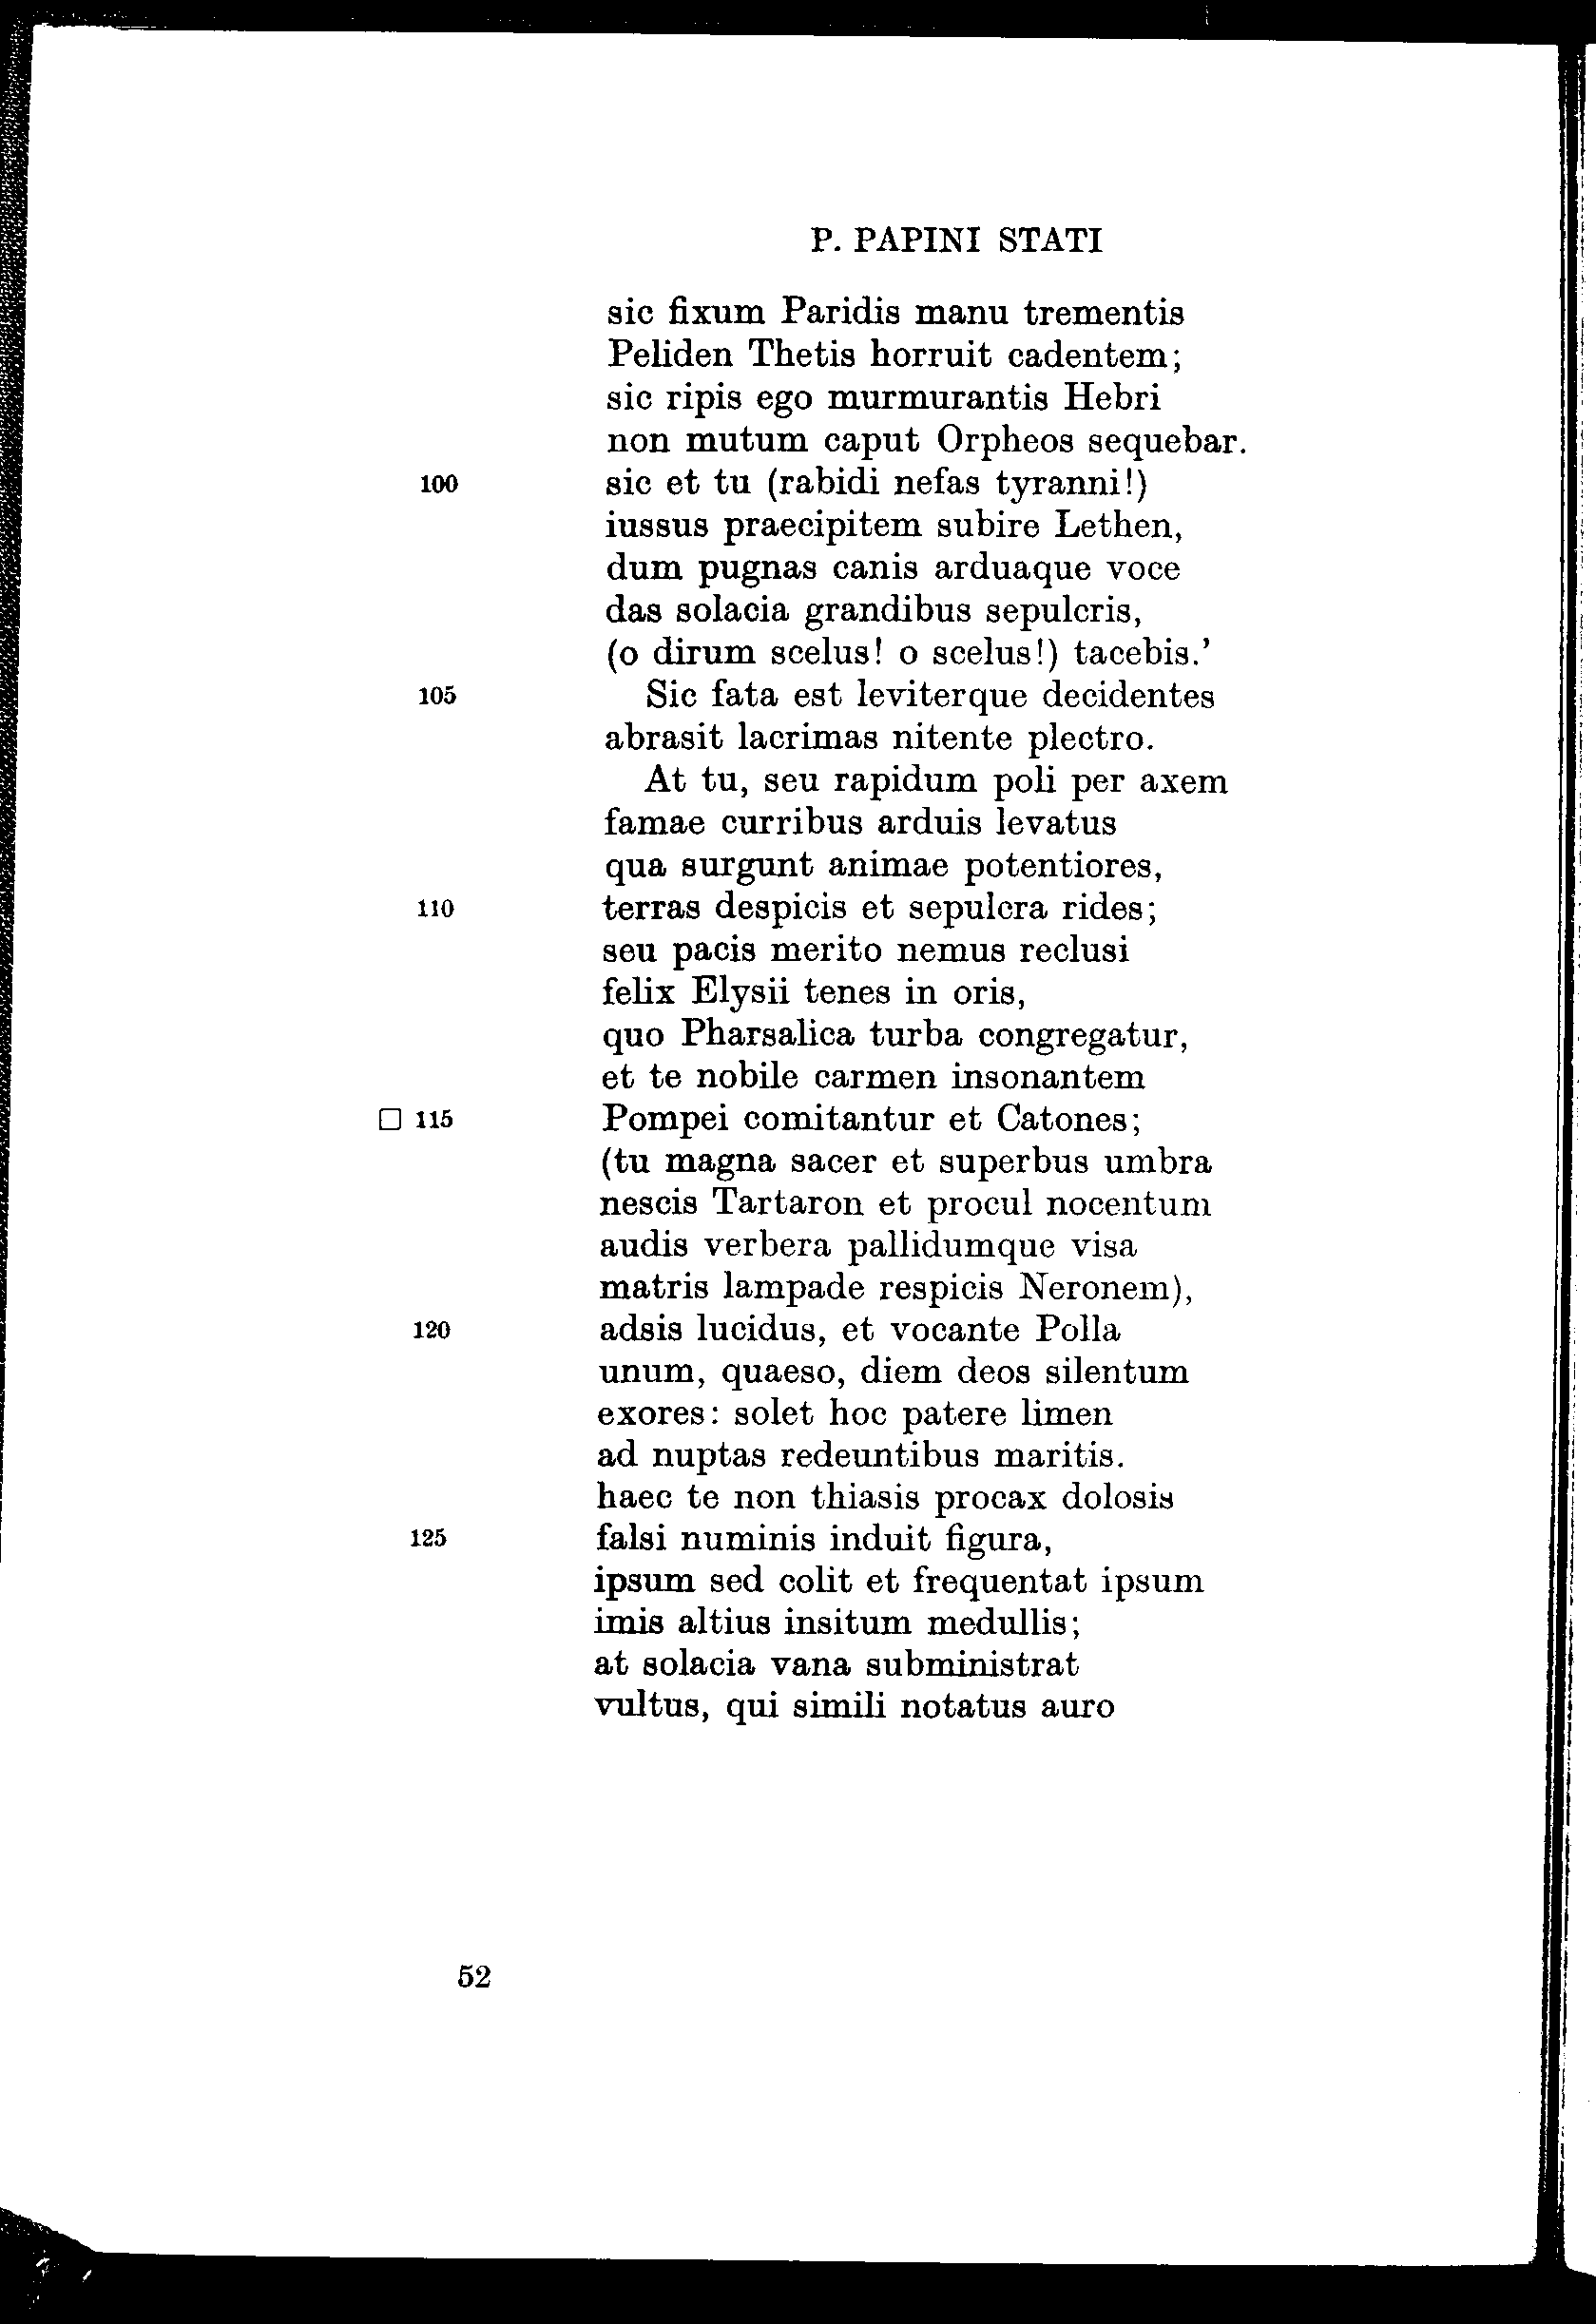 P. PAPINI STATI
sic fixum Paridis manu trementis
Peliden Thetis horruit cadentem;
sic ripis ego murmurantis Hebri
non mutum caput Orpheos sequebar.
100 sic et tu (rabidi nefas tyranni!)
iussus praecipitem subire Lethen,
dum pugnas canis arduaque voce
das solacia grandibus sepulcris,
(o dirum scelus! o scelus!) tacebis.’
105 Sic fata est leviterque decidentes
abrasit lacrimas nitente plectro.
At tu, seu rapidum poli per axem
famae curribus arduis levatus
qua surgunt animae potentiores,
110 terras despicis et sepulcra rides;
seu pacis merito nemus reclusi
felix Elysii tenes in oris,
quo Pharsalica turba congregatur,
et te nobile carmen insonantem
□ 115 Pompei comitantur et Catones;
(tu magna sacer et superbus umbra
nescis Tartaron et procul nocentum
audis verbera pallidumque visa
matris lampade respicis Neronem),
120 adsis lucidus, et vocante Polla
unum, quaeso, diem deos silentum
exores: solet hoc patere limen
ad nuptas redeuntibus maritis.
haec te non thiasis procax dolosis
125 falsi numinis induit figura,
ipsum sed colit et frequentat ipsum
imis altius insitum medullis;
at solacia vana subministrat
vultus, qui simili notatus auro
52